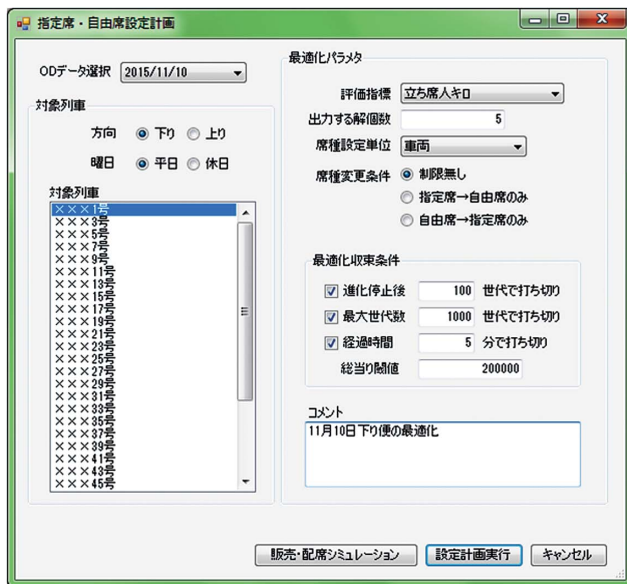 指定席・自由席設定計画
ODデータ選択 2015/11/10
対象列車
方向 下り 上り
曜日 平日 休日
対象列車
×××1号
×××3号
×××5号
×××7号
×××9号
×××11号
×××13号
×××15号
×××17号
×××19号
×××21号
×××23号
×××25号
×××27号
×××29号
×××31号
×××33号
×××35号
×××37号
×××39号
×××41号
×××43号
×××45号
最適化パラメタ
評価指標 立ち席人キロ
出力する解個数 5
席種設定単位 車両
席種変更条件 制限無し
指定席→自由席のみ
自由席→指定席のみ
最適化収束条件
進化停止後 100 世代で打ち切り
最大世代数 1000 世代で打ち切り
経過時間 5 分で打ち切り
総当り閾値 200000
コメント
11月10日下り便の最適化
販売・配席シミュレーション 設定計画実行 キャンセル